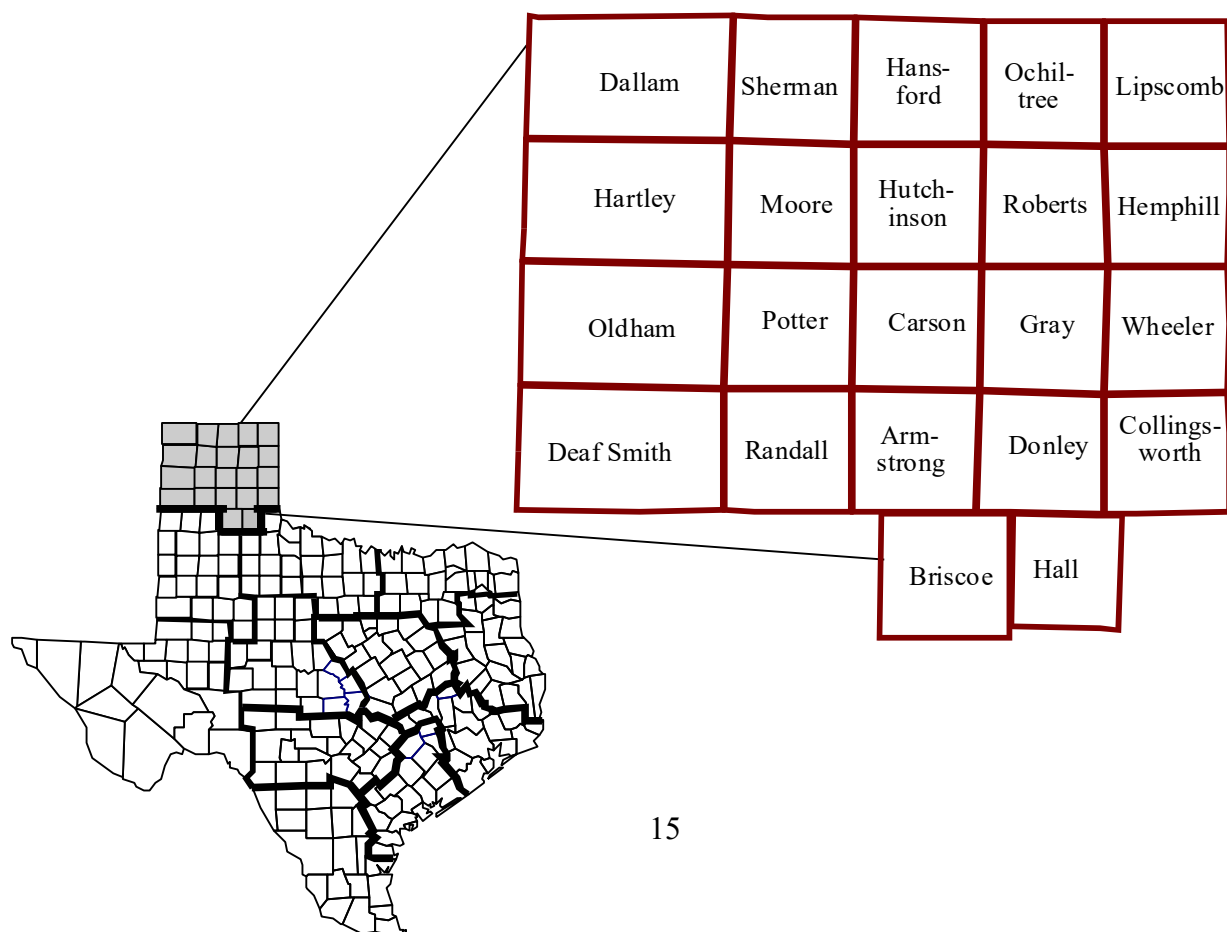 Dallam
Sherman
Hans-
ford
Ochil-
tree
Lipscomb
Hartley
Moore
Hutch-
inson
Roberts
Hemphill
Oldham
Potter
Carson
Gray
Wheeler
Deaf Smith
Randall
Arm-
strong
Donley
Collings-
worth
Briscoe
Hall
15